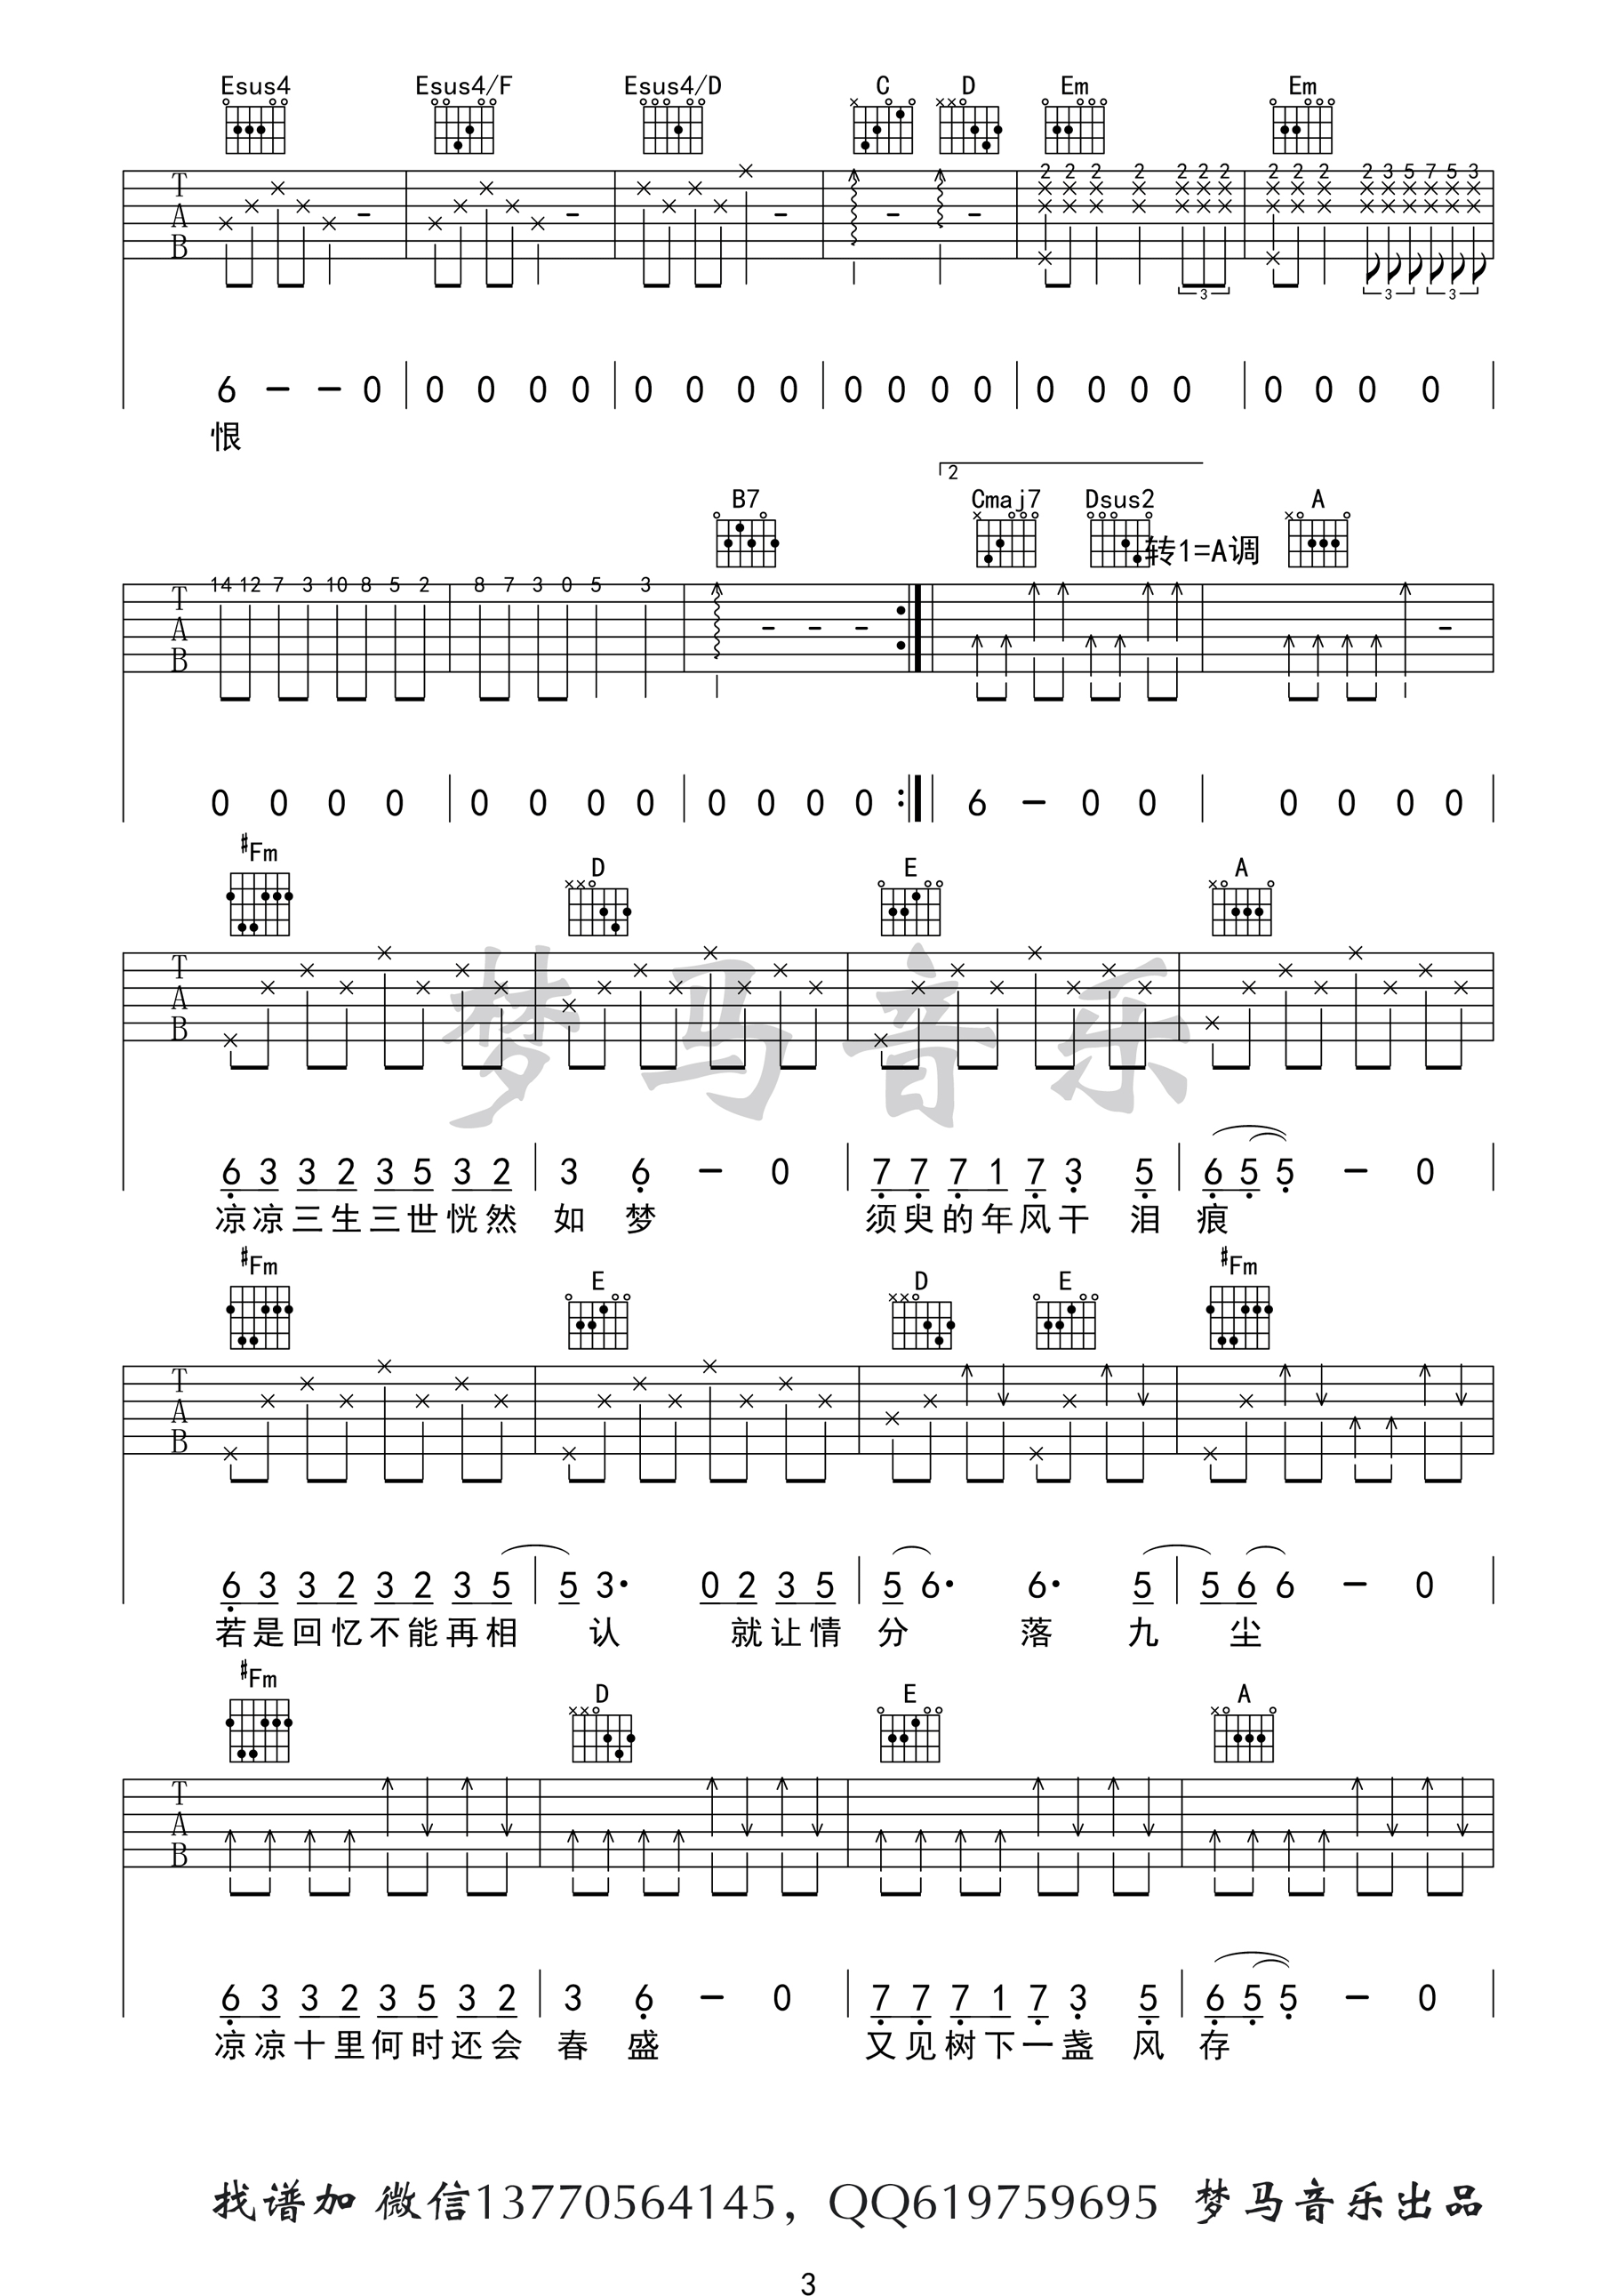 Esus4 Esus4/F Esus4/D C D Em Em
2 2 2 2 2 2 2 2 2 2 2 3 5 7 5 3
T
A
B
3 3 3
6 — — 0 0 0 0 0 0 0 0 0 0 0 0 0 0 0 0 0 0 0 0 0
恨
2
B7 Cmaj7 Dsus2 A
转1=A调
14 12 7 3 10 8 5 2 8 7 3 0 5 3
T
A
B
0 0 0 0 0 0 0 0 0 0 0 0 6 — 0 0 0 0 0 0
#Fm D E A
T
A
B
梦马音乐
6 3 3 2 3 5 3 2 3 6 — 0 7 7 7 1 7 3 5 6 5 5 — 0
凉凉三生三世恍然 如 梦 须臾的年风干 泪 痕
#Fm E D E #Fm
T
A
B
6 3 3 2 3 2 3 5 5 3· 0 2 3 5 5 6· 6· 5 5 6 6 — 0
若是回忆不能再相 认 就让情 分 落 九 尘
#Fm D E A
T
A
B
6 3 3 2 3 5 3 2 3 6 — 0 7 7 7 1 7 3 5 6 5 5 — 0
凉凉十里何时还会 春 盛 又见树下一盏 风 存
找谱加 微信13770564145，QQ619759695 梦马音乐出品
3